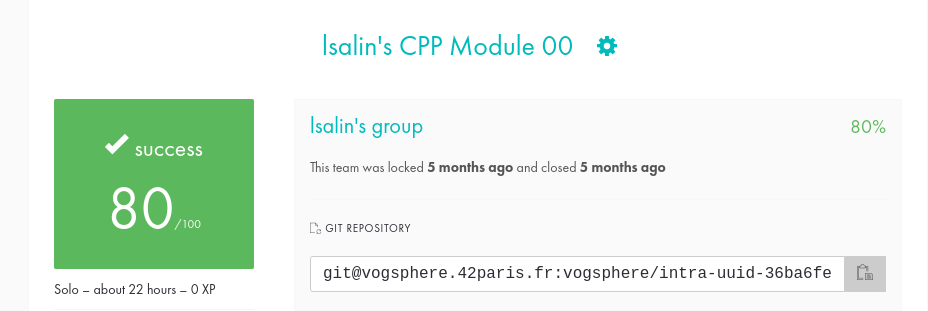 lsalin's CPP Module 00
success
80/100
Solo – about 22 hours – 0 XP
lsalin's group
80%
This team was locked 5 months ago and closed 5 months ago
GIT REPOSITORY
git@vogsphere.42paris.fr:vogsphere/intra-uuid-36ba6fe